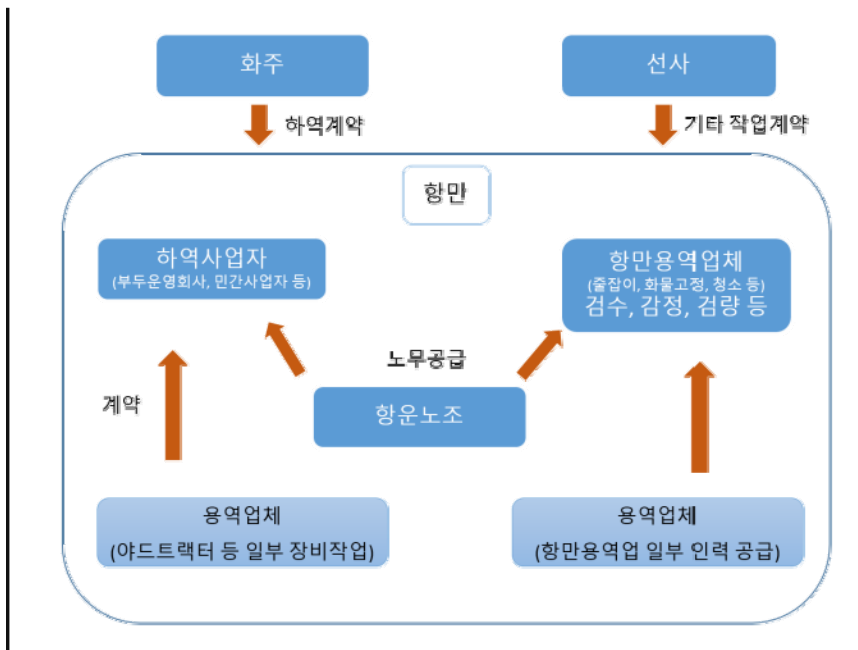 화주
선사
하역계약
기타 작업계약
항만
하역사업자
(부두운영회사, 민간사업자 등)
항만용역업체
(줄잡이, 화물고정, 청소 등)
검수, 감정, 검량 등
노무공급
계약
항운노조
용역업체
(야드트랙터 등 일부 장비작업)
용역업체
(항만용역업 일부 인력 공급)